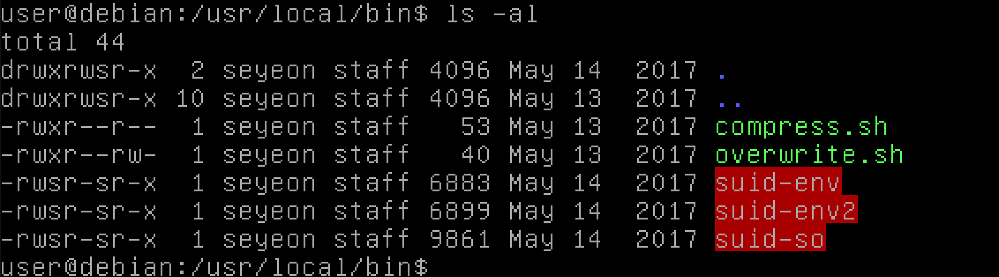 user@debian:/usr/local/bin$ ls -al
total 44
drwxrwsr-x  2 seyeon staff 4096 May 14  2017 .
drwxrwsr-x 10 seyeon staff 4096 May 13  2017 ..
-rwxr--r--  1 seyeon staff   53 May 13  2017 compress.sh
-rwxr--rw-  1 seyeon staff   40 May 13  2017 overwrite.sh
-rwsr-sr-x  1 seyeon staff 6883 May 14  2017 suid-env
-rwsr-sr-x  1 seyeon staff 6899 May 14  2017 suid-env2
-rwsr-sr-x  1 seyeon staff 9861 May 14  2017 suid-so
user@debian:/usr/local/bin$